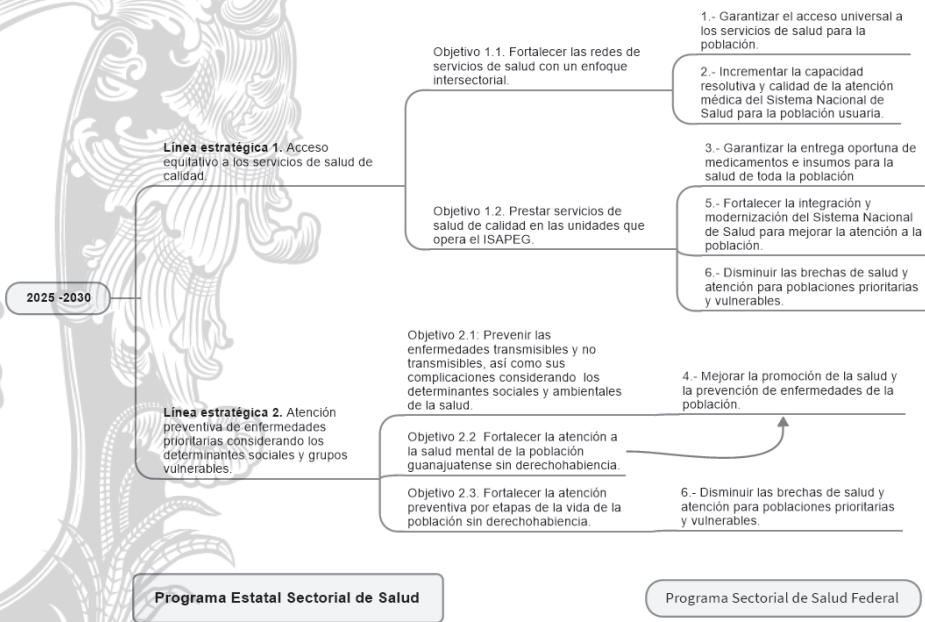 2025 -2030
Línea estratégica 1. Acceso
equitativo a los servicios de salud de
calidad.
Objetivo 1.1. Fortalecer las redes de
servicios de salud con un enfoque
intersectorial.
1.- Garantizar el acceso universal a
los servicios de salud para la
población.
2.- Incrementar la capacidad
resolutiva y calidad de la atención
médica del Sistema Nacional de
Salud para la población usuaria.
Objetivo 1.2. Prestar servicios de
salud de calidad en las unidades que
opera el ISAPEG.
3.- Garantizar la entrega oportuna de
medicamentos e insumos para la
salud de toda la población
5.- Fortalecer la integración y
modernización del Sistema Nacional
de Salud para mejorar la atención a la
población.
6.- Disminuir las brechas de salud y
atención para poblaciones prioritarias
y vulnerables.
Línea estratégica 2. Atención
preventiva de enfermedades
prioritarias considerando los
determinantes sociales y grupos
vulnerables.
Objetivo 2.1: Prevenir las
enfermedades transmisibles y no
transmisibles, así como sus
complicaciones considerando los
determinantes sociales y ambientales
de la salud.
4.- Mejorar la promoción de la salud y
la prevención de enfermedades de la
población.
Objetivo 2.2 Fortalecer la atención a
la salud mental de la población
guanajuatense sin derechohabiencia.
Objetivo 2.3. Fortalecer la atención
preventiva por etapas de la vida de la
población sin derechohabiencia.
6.- Disminuir las brechas de salud y
atención para poblaciones prioritarias
y vulnerables.
Programa Estatal Sectorial de Salud
Programa Sectorial de Salud Federal